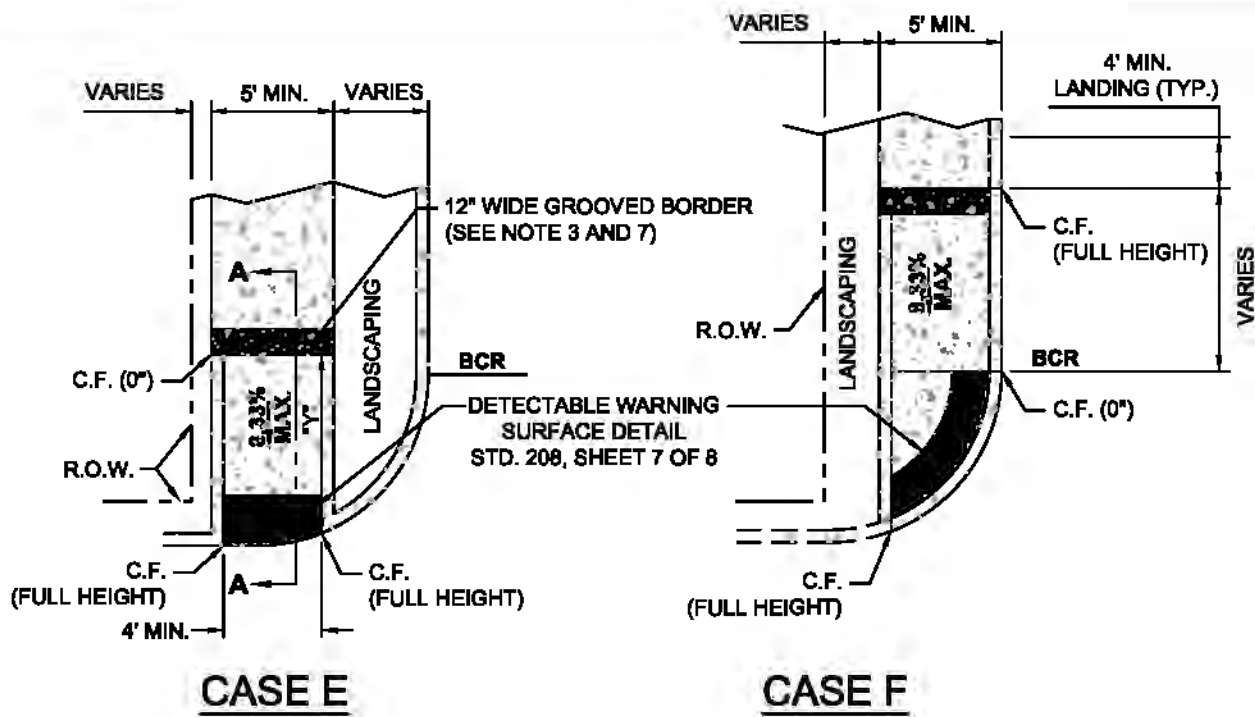 VARIES
5' MIN.
VARIES
12" WIDE GROOVED BORDER
(SEE NOTE 3 AND 7)
A
LANDSCAPING
C.F. (0")
BCR
8.33%
MAX.
"Y"
DETECTABLE WARNING
SURFACE DETAIL
STD. 208, SHEET 7 OF 8
R.O.W.
C.F.
(FULL HEIGHT)
A
C.F.
(FULL HEIGHT)
4' MIN.
CASE E
VARIES
5' MIN.
4' MIN.
LANDING (TYP.)
C.F.
(FULL HEIGHT)
LANDSCAPING
8.33%
MAX.
VARIES
R.O.W.
BCR
C.F. (0")
C.F.
(FULL HEIGHT)
CASE F